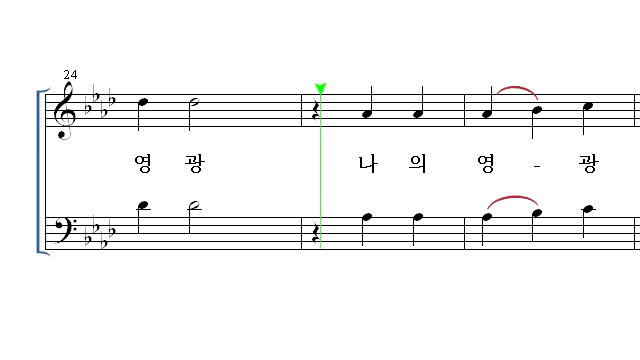 24
영 광 나 의 영 - 광